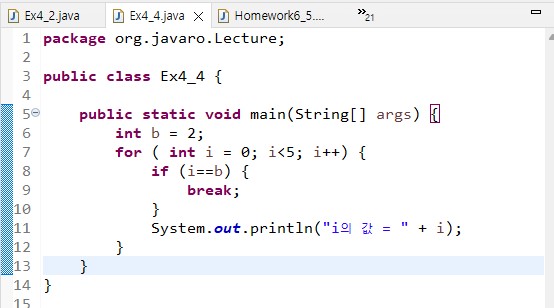 Ex4_2.java Ex4_4.java Homework6_5.... »21
1 package org.javaro.Lecture;
2
3 public class Ex4_4 {
4
5 public static void main(String[] args) {
6 int b = 2;
7 for ( int i = 0; i<5; i++) {
8 if (i==b) {
9 break;
10 }
11 System.out.println("i의 값 = " + i);
12 }
13 }
14 }
15